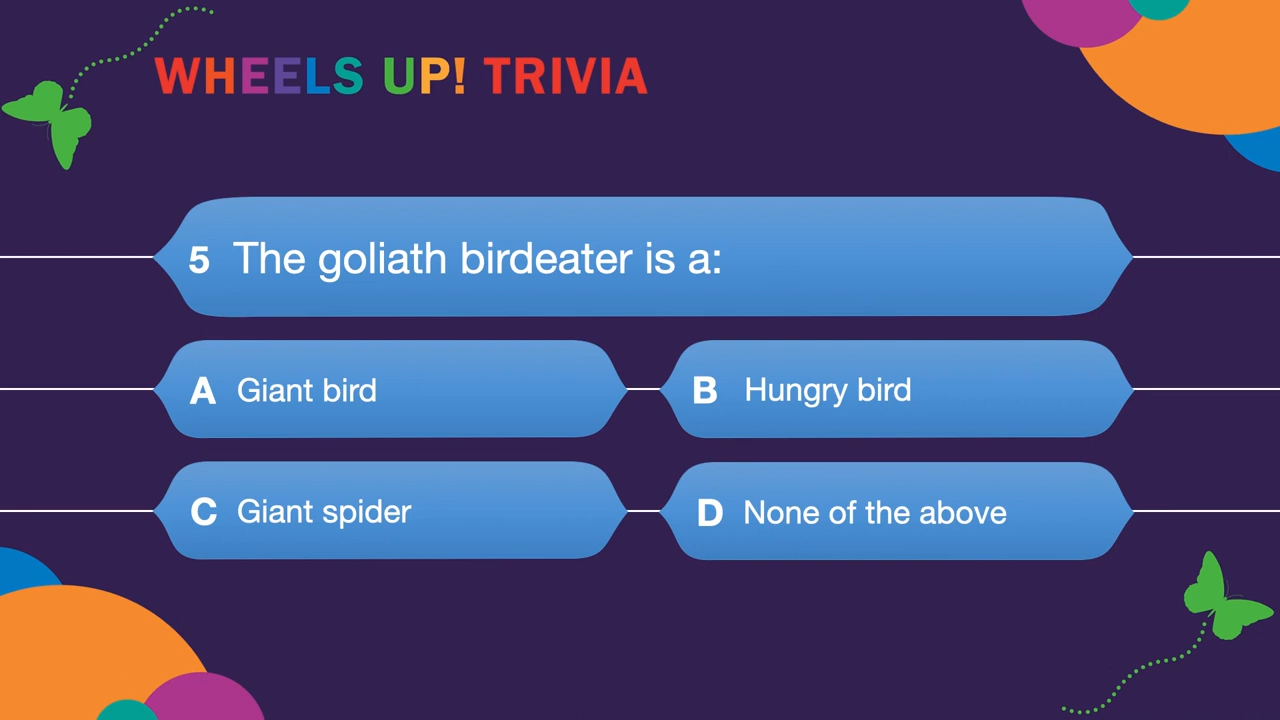 WHEELS UP! TRIVIA
5 The goliath birdeater is a:
A Giant bird
B Hungry bird
C Giant spider
D None of the above